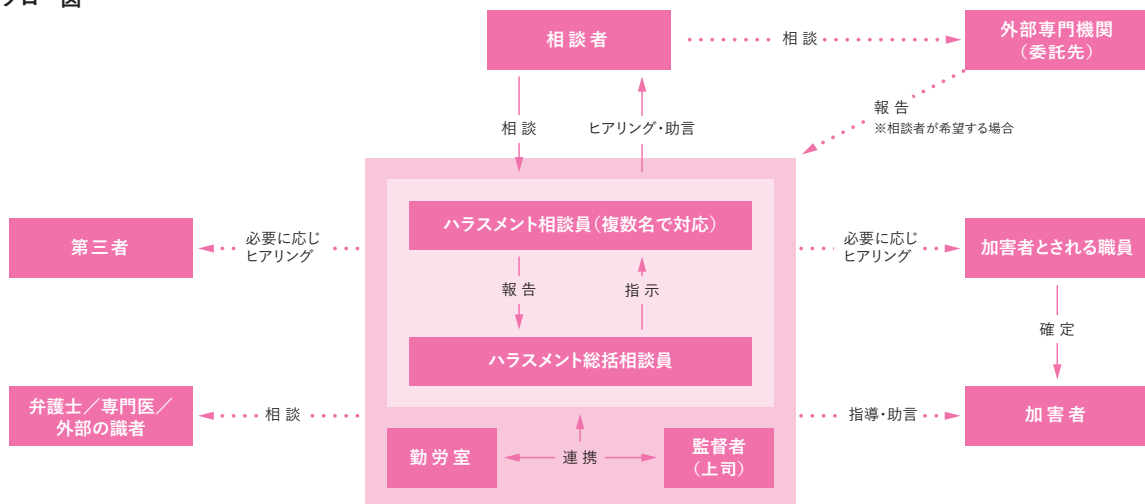 フロー図
相談者
相談
外部専門機関
（委託先）
報告
※相談者が希望する場合
相談
ヒアリング・助言
ハラスメント相談員（複数名で対応）
第三者
必要に応じ
ヒアリング
必要に応じ
ヒアリング
加害者とされる職員
報告
指示
確定
ハラスメント総括相談員
弁護士／専門医／
外部の識者
相談
指導・助言
加害者
勤労室
連携
監督者
（上司）